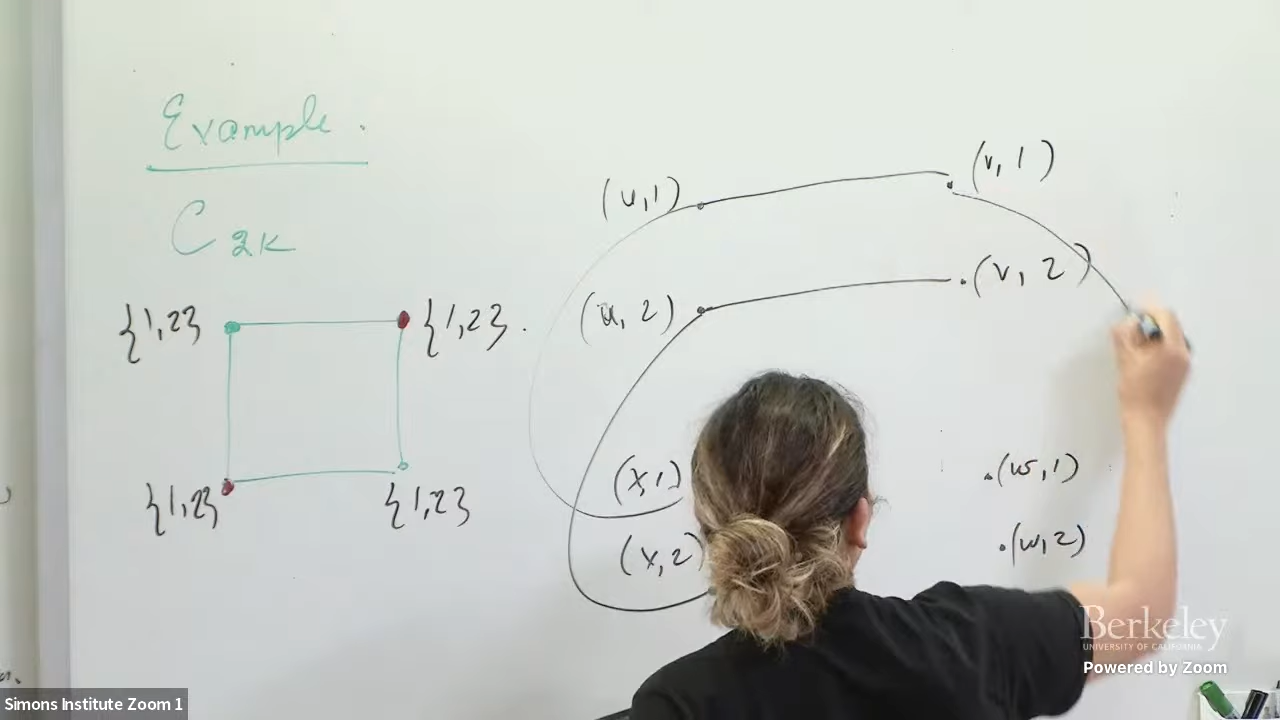 Example.
C₂ₖ
{1,2}
{1,2}.
{1,2}
{1,2}
(u,1)
(v,1)
(u,2)
(v,2)
(x,1)
(w,1)
(x,2)
(w,2)
Berkeley
UNIVERSITY OF CALIFORNIA
Powered by Zoom
Simons Institute Zoom 1